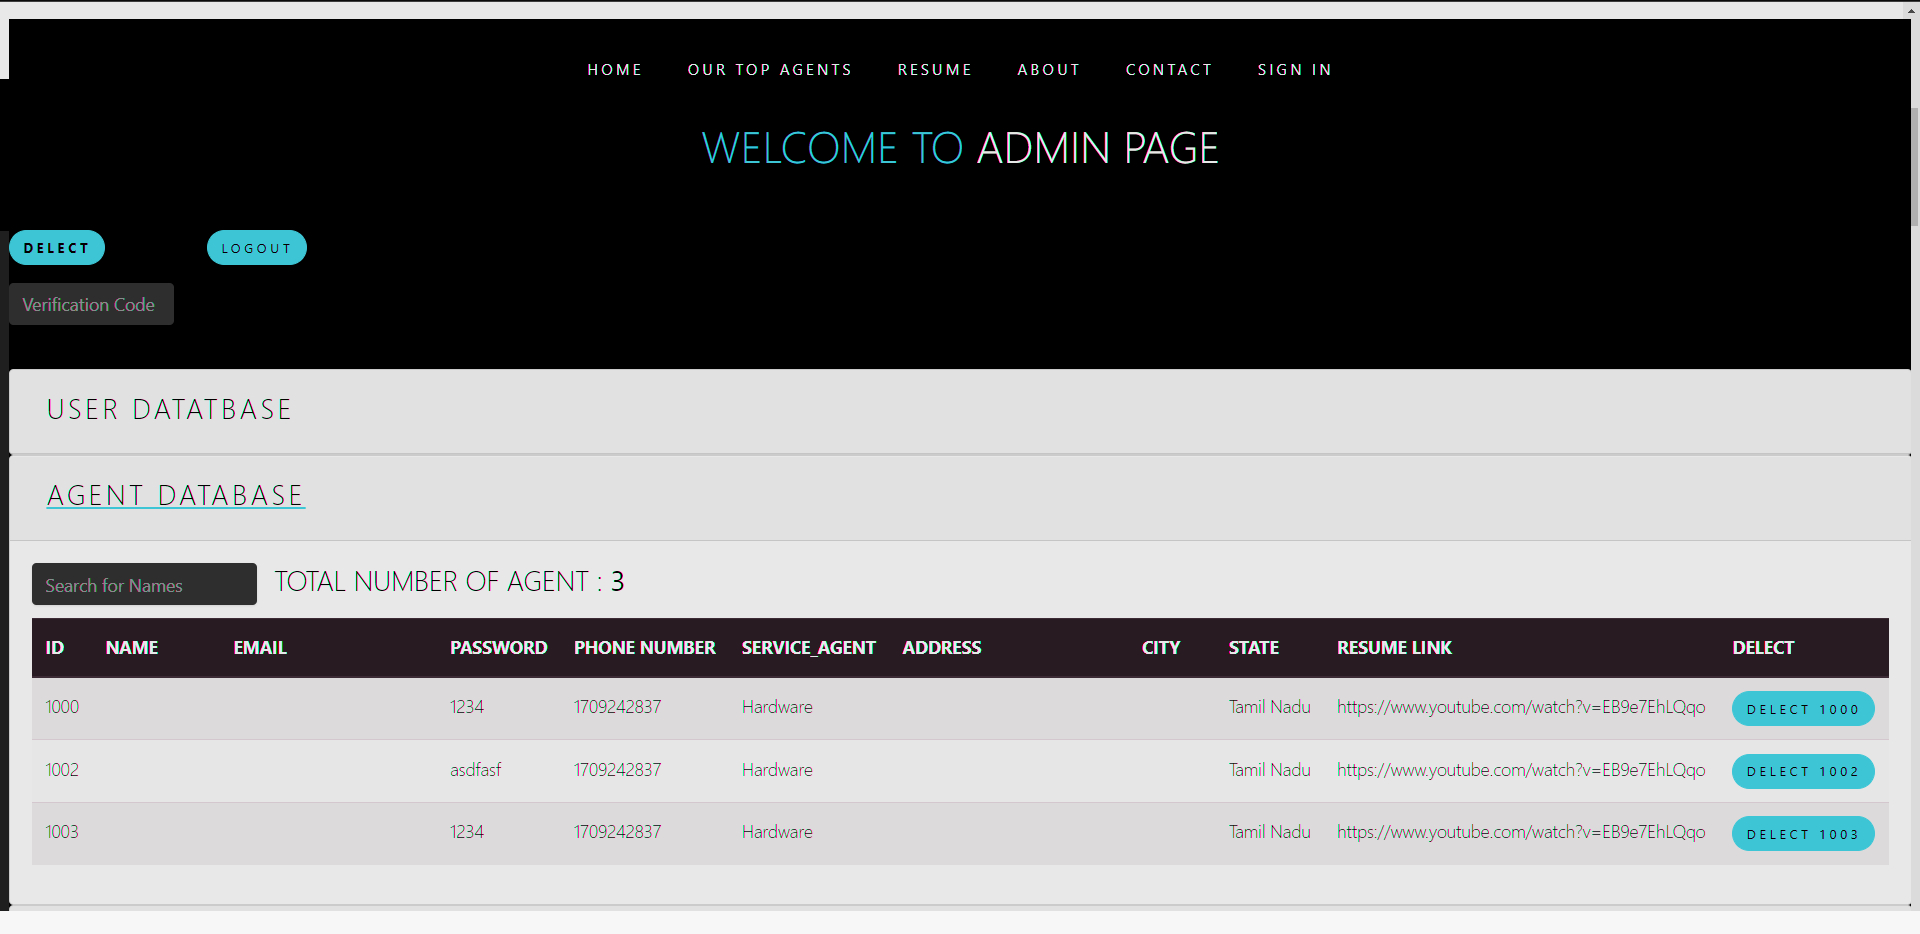 HOME OUR TOP AGENTS RESUME ABOUT CONTACT SIGN IN
WELCOME TO ADMIN PAGE
DELECT LOGOUT
Verification Code
USER DATATBASE
AGENT DATABASE
Search for Names TOTAL NUMBER OF AGENT : 3
ID NAME EMAIL PASSWORD PHONE NUMBER SERVICE_AGENT ADDRESS CITY STATE RESUME LINK DELECT
1000 1234 1709242837 Hardware Tamil Nadu https://www.youtube.com/watch?v=EB9e7EhLQqo DELECT 1000
1002 asdfasf 1709242837 Hardware Tamil Nadu https://www.youtube.com/watch?v=EB9e7EhLQqo DELECT 1002
1003 1234 1709242837 Hardware Tamil Nadu https://www.youtube.com/watch?v=EB9e7EhLQqo DELECT 1003